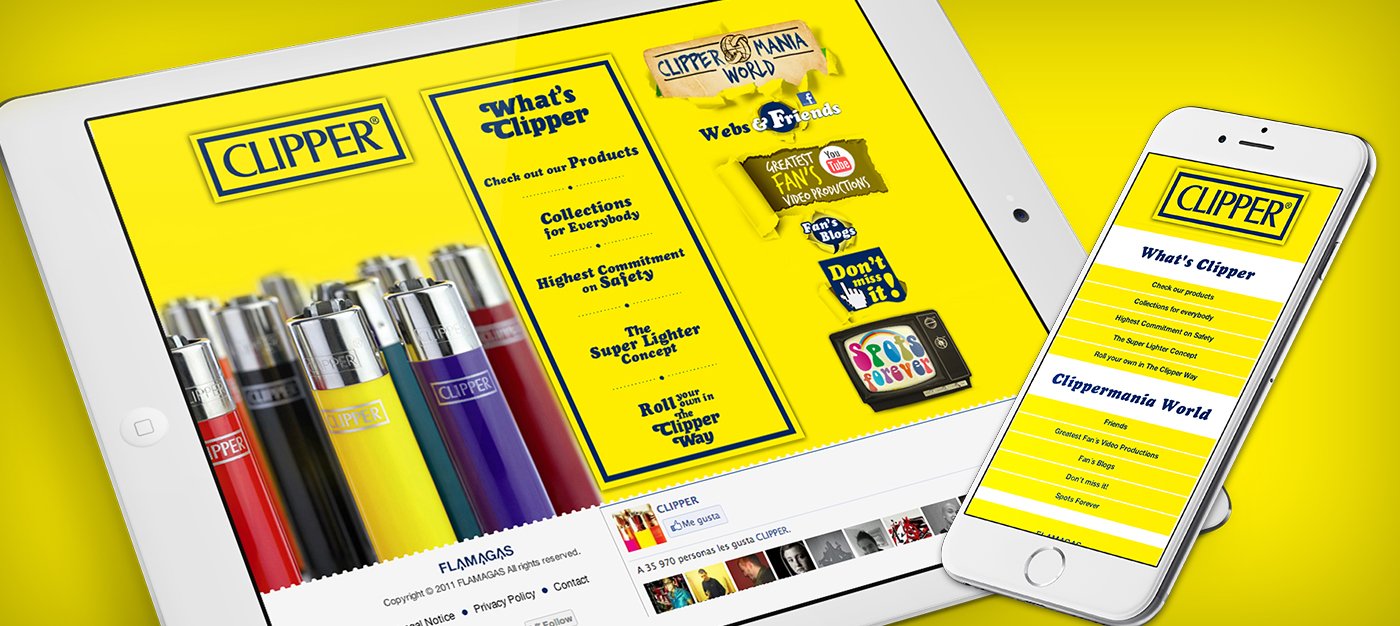 CLIPPER®
What's
Clipper
Check out our Products
Collections
for Everybody
Highest Commitment
on Safety
The
Super Lighter
Concept
Roll your
own in
The
Clipper
Way
CLIPPER MANIA
WORLD
Webs & Friends
f
GREATEST
FAN'S
VIDEO PRODUCTIONS
You
Tube
Fan's
Blogs
Don't
miss
it!
SPOTS
forever
CLIPPER
CLIPPER
CLIPPER
CLIPPER
FLAMAGAS
Copyright © 2011 FLAMAGAS All rights reserved.
Notice • Privacy Policy • Contact
Follow
CLIPPER
Me gusta
A 35 970 personas les gusta CLIPPER.
CLIPPER®
What's Clipper
Check our products
Collections for everybody
Highest Commitment on Safety
The Super Lighter Concept
Roll your own in The Clipper Way
Clippermania World
Friends
Greatest Fan's Video Productions
Fan's Blogs
Don't miss it!
Spots Forever